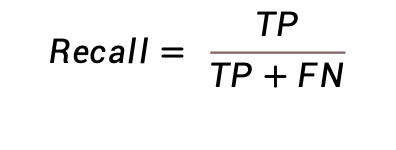 Recall = TP
TP + FN